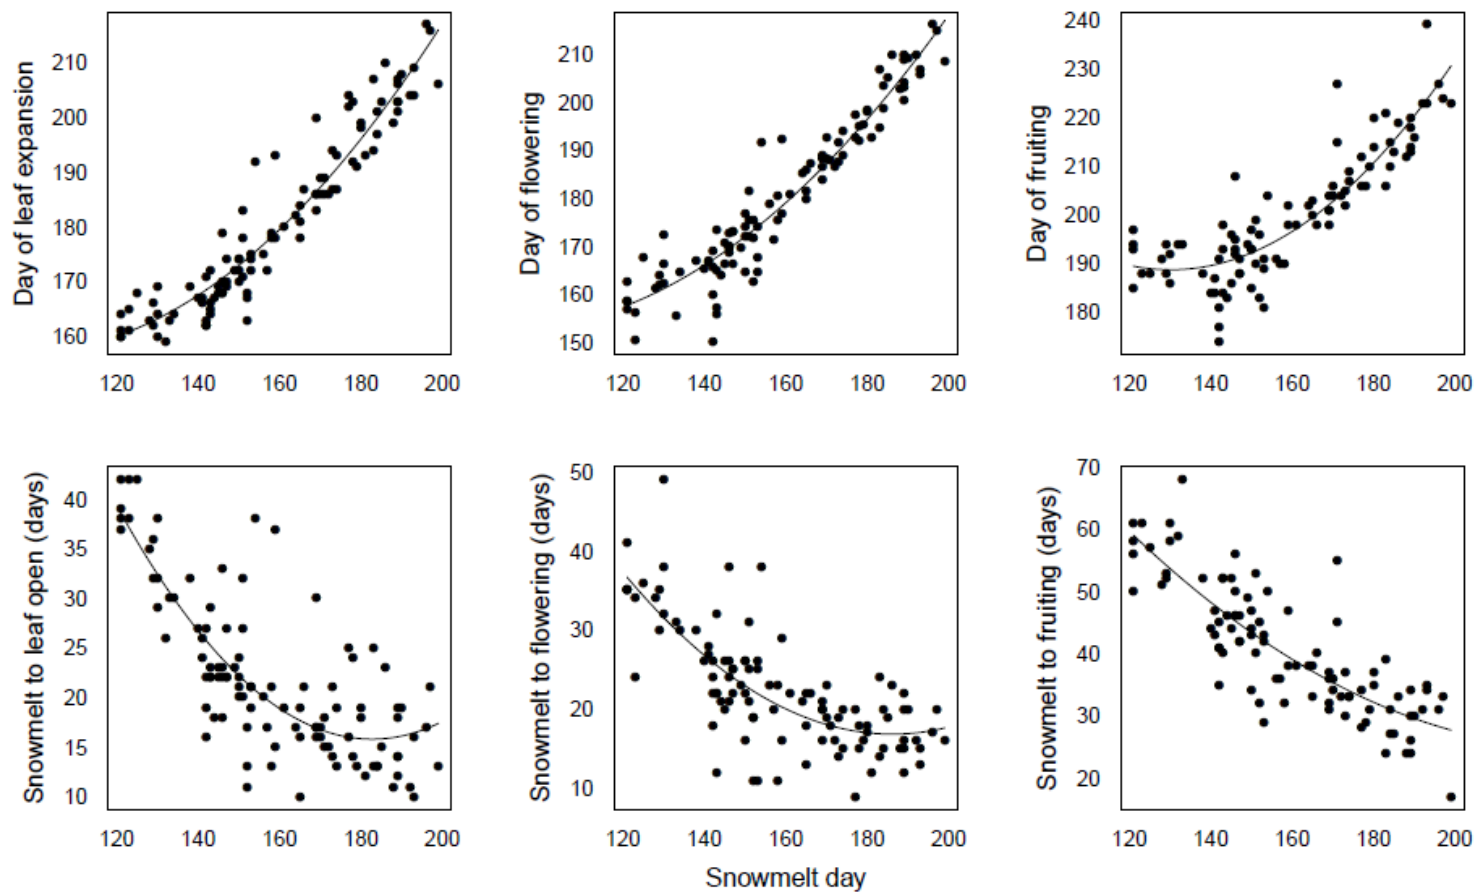 Day of leaf expansion
210
200
190
180
170
160
120 140 160 180 200
Day of flowering
210
200
190
180
170
160
150
120 140 160 180 200
Day of fruiting
240
230
220
210
200
190
180
120 140 160 180 200
Snowmelt to leaf open (days)
40
35
30
25
20
15
10
120 140 160 180 200
Snowmelt to flowering (days)
50
40
30
20
10
120 140 160 180 200
Snowmelt to fruiting (days)
70
60
50
40
30
20
120 140 160 180 200
Snowmelt day